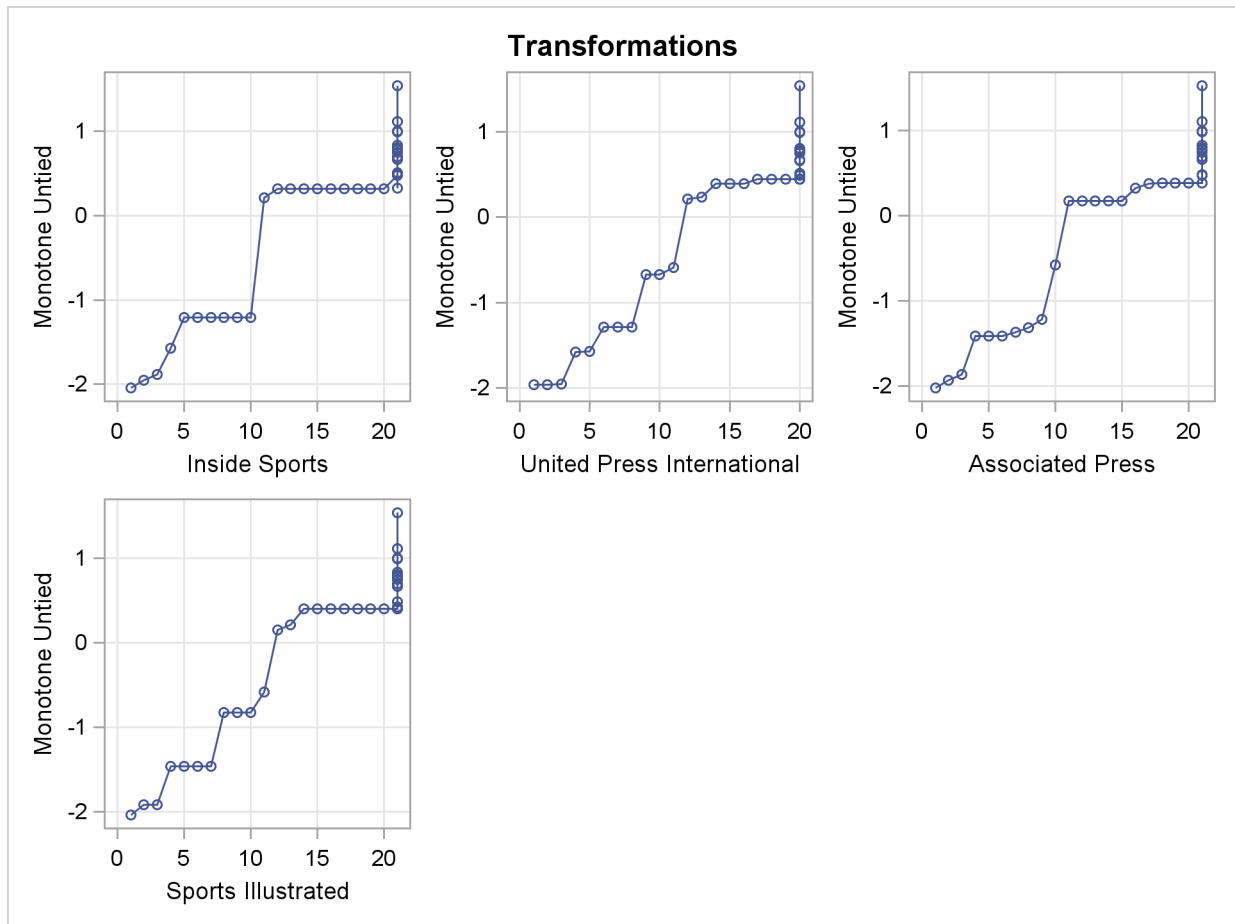 Transformations
Monotone Untied
1
0
-1
-2
0 5 10 15 20
Inside Sports
Monotone Untied
1
0
-1
-2
0 5 10 15 20
United Press International
Monotone Untied
1
0
-1
-2
0 5 10 15 20
Associated Press
Monotone Untied
1
0
-1
-2
0 5 10 15 20
Sports Illustrated